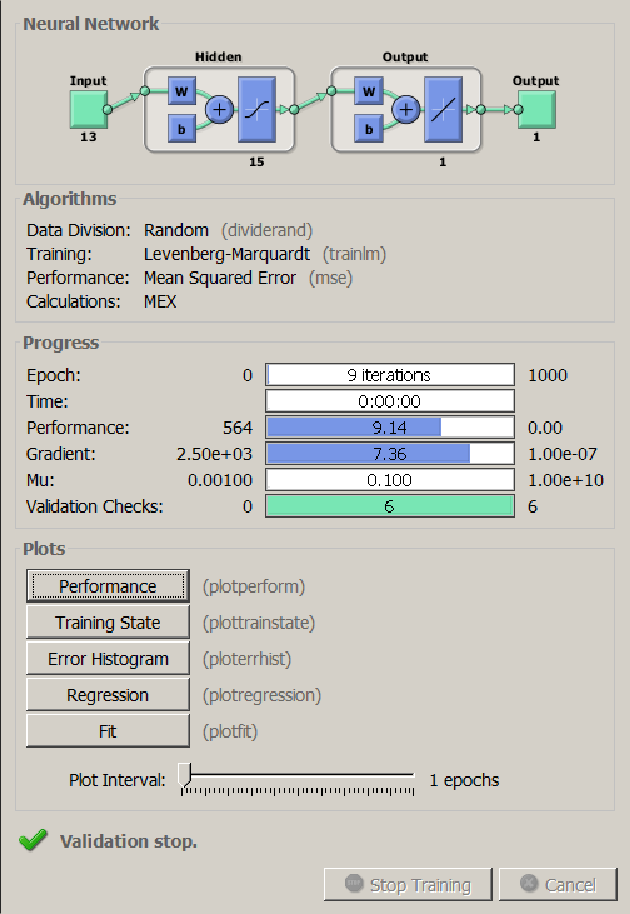 Neural Network
Hidden
Output
Input
Output
W
W
b
b
+
+
13
15
1
1
Algorithms
Data Division: Random (dividerand)
Training: Levenberg-Marquardt (trainlm)
Performance: Mean Squared Error (mse)
Calculations: MEX
Progress
Epoch: 0 9 iterations 1000
Time: 0:00:00
Performance: 564 9.14 0.00
Gradient: 2.50e+03 7.36 1.00e-07
Mu: 0.00100 0.100 1.00e+10
Validation Checks: 0 6 6
Plots
Performance (plotperform)
Training State (plottrainstate)
Error Histogram (ploterrhist)
Regression (plotregression)
Fit (plotfit)
Plot Interval: 1 epochs
Validation stop.
Stop Training Cancel